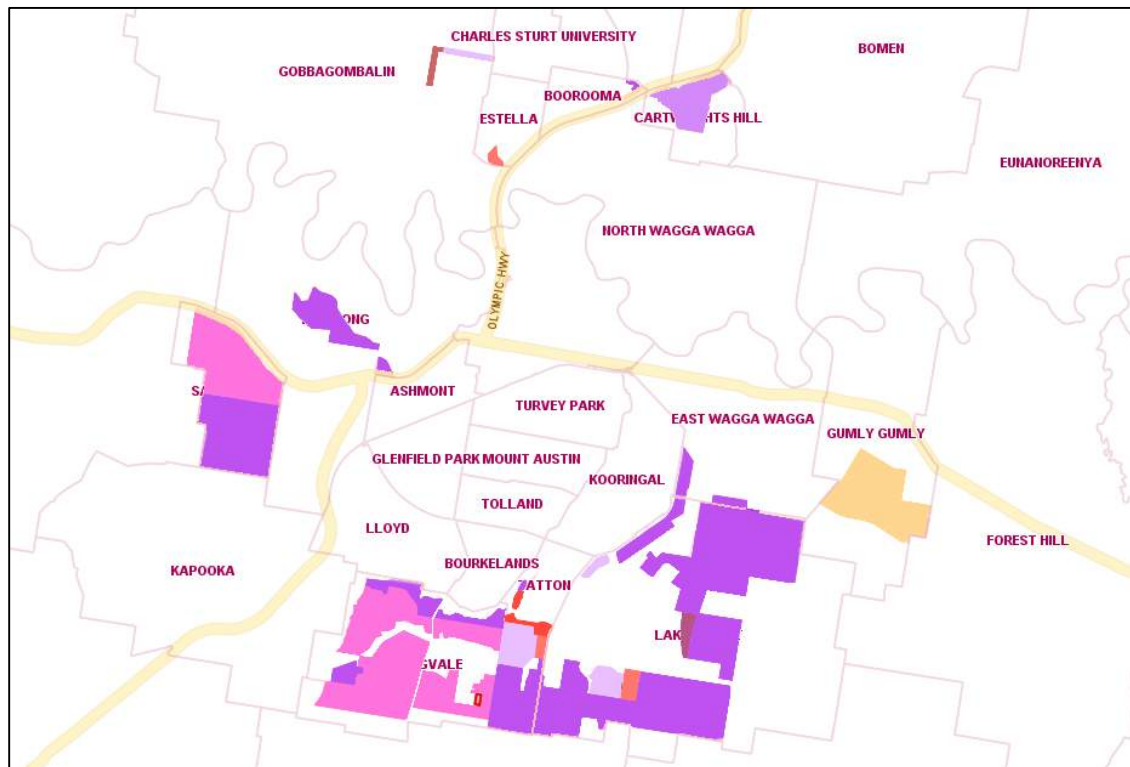 CHARLES STURT UNIVERSITY
BOMEN
GOBBAGOMBALIN
BOOROOMA
ESTELLA
EUNANOREENYA
NORTH WAGGA WAGGA
OLYMPIC HWY
ASHMONT
TURVEY PARK
EAST WAGGA WAGGA
GUMLY GUMLY
GLENFIELD PARK
MOUNT AUSTIN
KOORINGAL
TOLLAND
LLOYD
FOREST HILL
BOURKELANDS
KAPOOKA